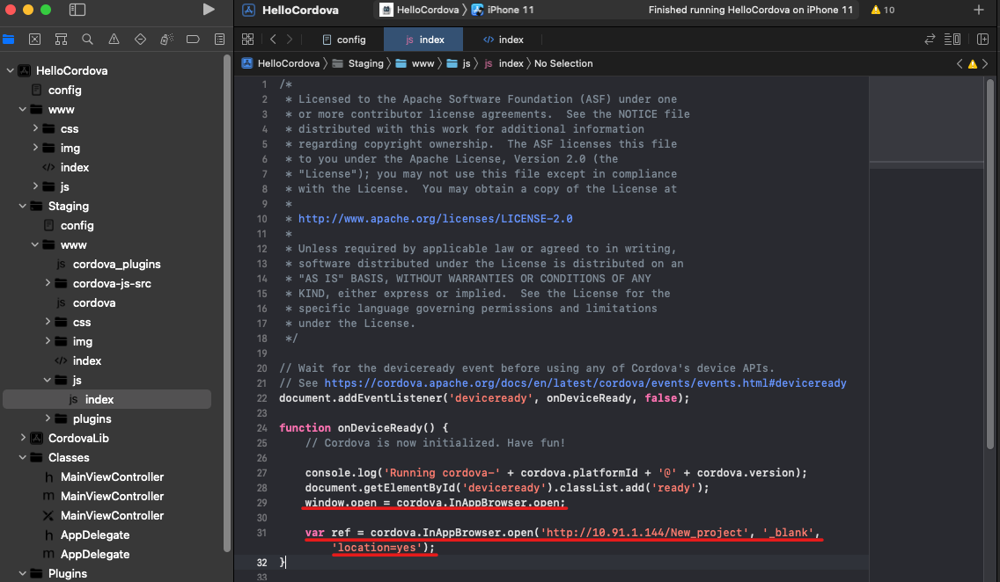 HelloCordova
HelloCordova 〉 iPhone 11
Finished running HelloCordova on iPhone 11
10
config
js index
</> index
HelloCordova 〉 Staging 〉 www 〉 js 〉 js index 〉 No Selection
HelloCordova
config
www
css
img
</> index
js
Staging
config
www
js cordova_plugins
cordova-js-src
js cordova
css
img
</> index
js
js index
plugins
CordovaLib
Classes
h MainViewController
m MainViewController
MainViewController
h AppDelegate
m AppDelegate
Plugins
1 /*
2  * Licensed to the Apache Software Foundation (ASF) under one
3  * or more contributor license agreements.  See the NOTICE file
4  * distributed with this work for additional information
5  * regarding copyright ownership.  The ASF licenses this file
6  * to you under the Apache License, Version 2.0 (the
7  * "License"); you may not use this file except in compliance
8  * with the License.  You may obtain a copy of the License at
9  *
10  * http://www.apache.org/licenses/LICENSE-2.0
11  *
12  * Unless required by applicable law or agreed to in writing,
13  * software distributed under the License is distributed on an
14  * "AS IS" BASIS, WITHOUT WARRANTIES OR CONDITIONS OF ANY
15  * KIND, either express or implied.  See the License for the
16  * specific language governing permissions and limitations
17  * under the License.
18  */
19
20 // Wait for the deviceready event before using any of Cordova's device APIs.
21 // See https://cordova.apache.org/docs/en/latest/cordova/events/events.html#deviceready
22 document.addEventListener('deviceready', onDeviceReady, false);
23
24 function onDeviceReady() {
25     // Cordova is now initialized. Have fun!
26
27     console.log('Running cordova-' + cordova.platformId + '@' + cordova.version);
28     document.getElementById('deviceready').classList.add('ready');
29     window.open = cordova.InAppBrowser.open;
30
31     var ref = cordova.InAppBrowser.open('http://10.91.1.144/New_project', '_blank',
'location=yes');
32 }
33